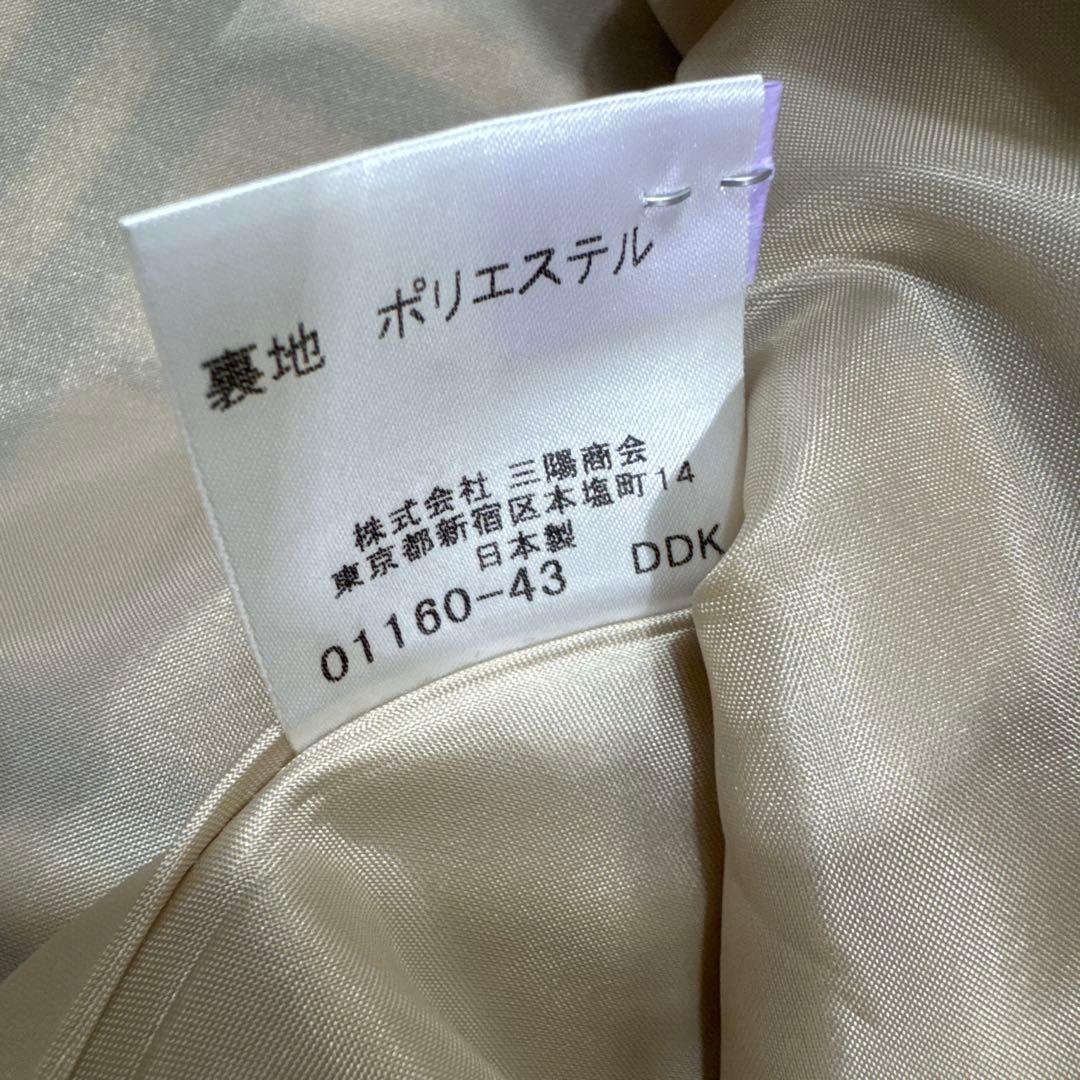 裏地　ポリエステル
株式会社 三陽商会
東京都新宿区本塩町14
日本製
01160-43　DDK